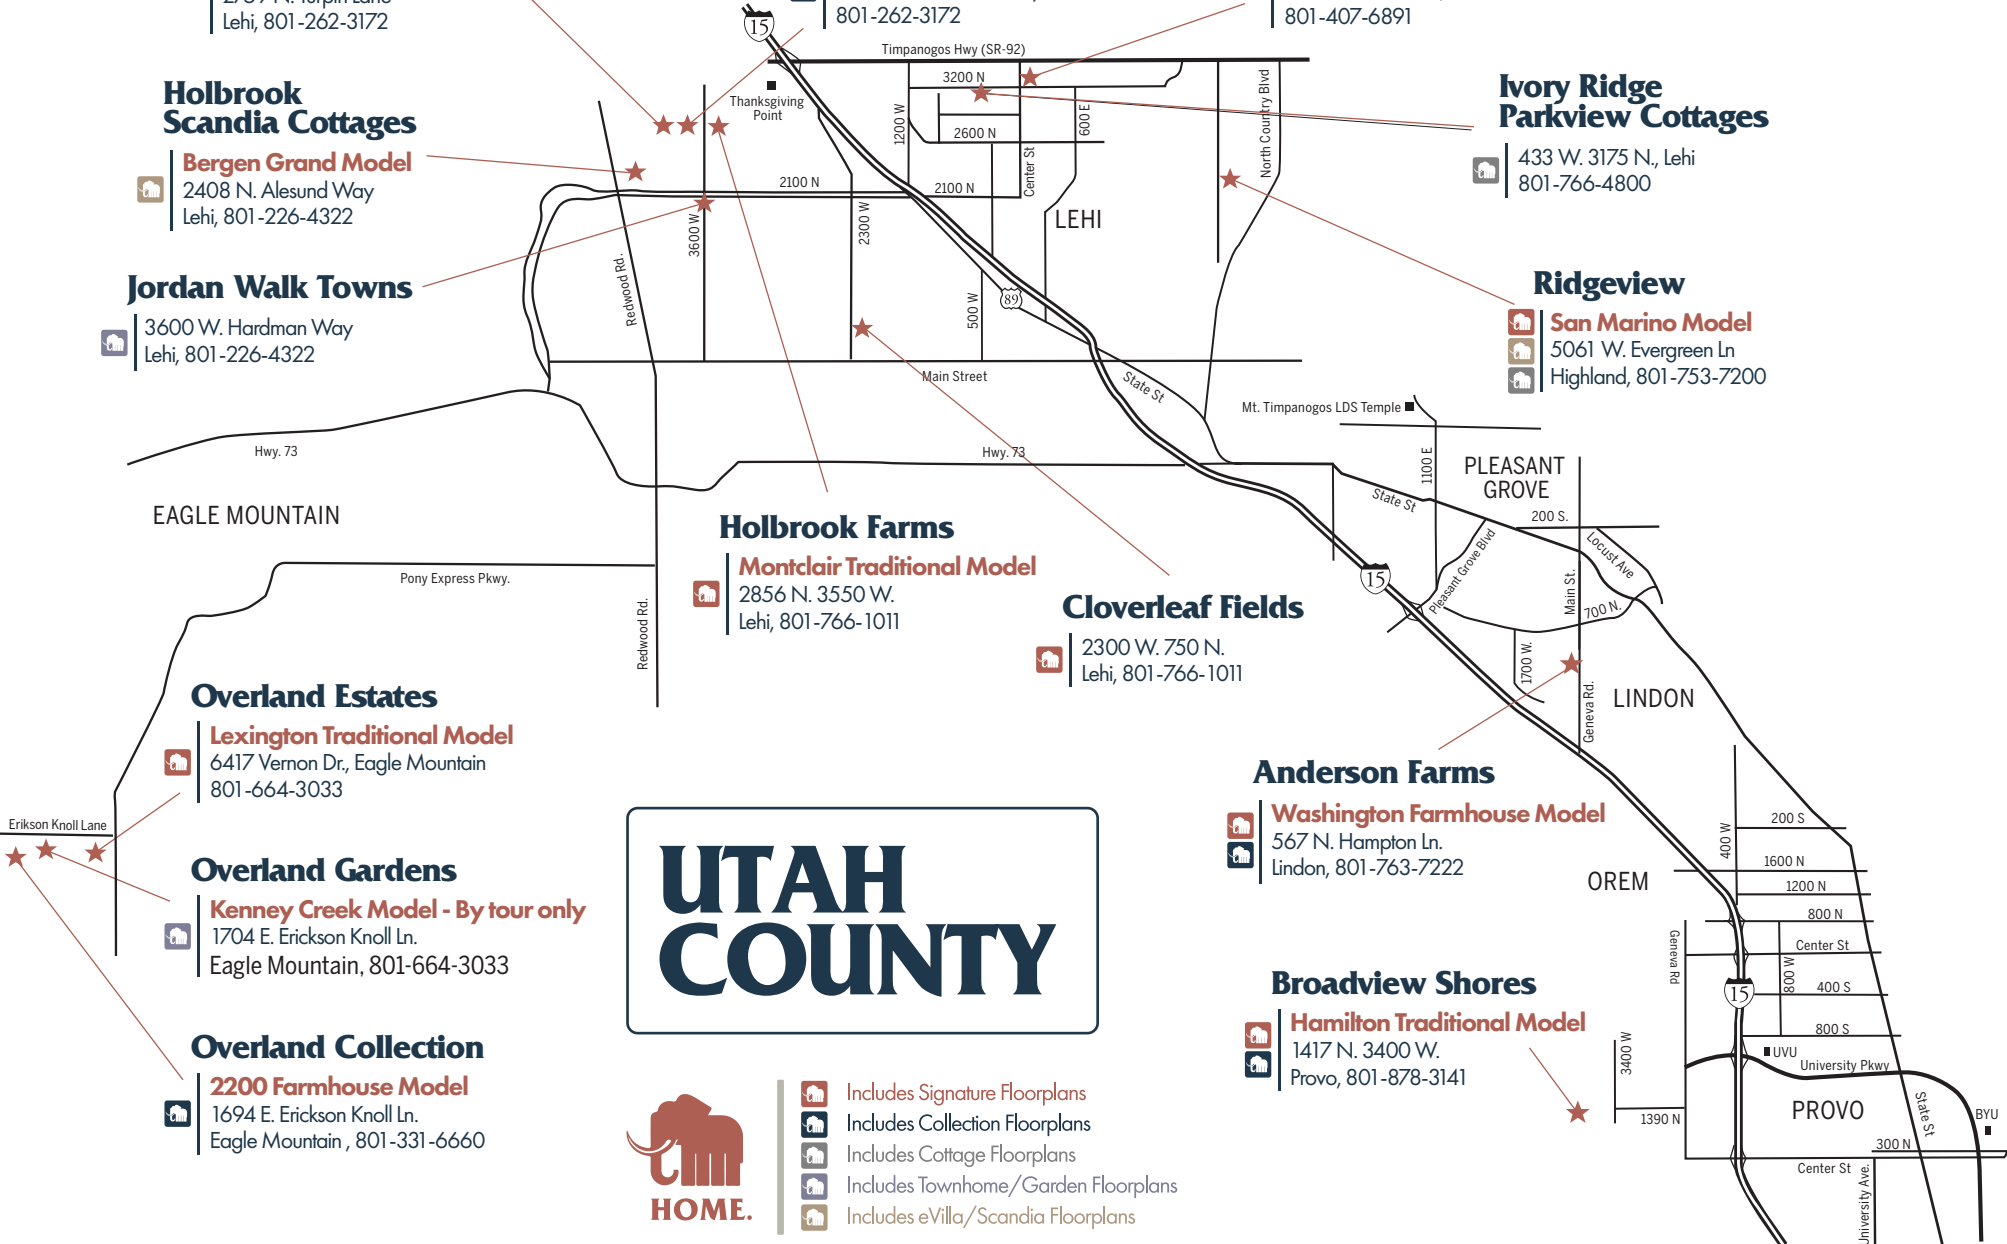 Lehi, 801-262-3172
801-262-3172
801-407-6891
15
Timpanogos Hwy (SR-92)
3200 N
Thanksgiving
Point
1200 W
2600 N
600 E
North Country Blvd
Center St
2100 N
2100 N
3600 W
2300 W
LEHI
Redwood Rd.
500 W
89
Main Street
State St
Holbrook
Scandia Cottages
Bergen Grand Model
2408 N. Alesund Way
Lehi, 801-226-4322
Jordan Walk Towns
3600 W. Hardman Way
Lehi, 801-226-4322
Ivory Ridge
Parkview Cottages
433 W. 3175 N., Lehi
801-766-4800
Ridgeview
San Marino Model
5061 W. Evergreen Ln
Highland, 801-753-7200
Mt. Timpanogos LDS Temple
Hwy. 73
Hwy. 73
EAGLE MOUNTAIN
1100 E
PLEASANT
GROVE
State St
200 S.
Locust Ave
Pleasant Grove Blvd
15
Main St.
700 N.
1700 W.
Geneva Rd.
LINDON
Pony Express Pkwy.
Redwood Rd.
Holbrook Farms
Montclair Traditional Model
2856 N. 3550 W.
Lehi, 801-766-1011
Cloverleaf Fields
2300 W. 750 N.
Lehi, 801-766-1011
Overland Estates
Lexington Traditional Model
6417 Vernon Dr., Eagle Mountain
801-664-3033
Erikson Knoll Lane
Overland Gardens
Kenney Creek Model - By tour only
1704 E. Erickson Knoll Ln.
Eagle Mountain, 801-664-3033
Overland Collection
2200 Farmhouse Model
1694 E. Erickson Knoll Ln.
Eagle Mountain , 801-331-6660
UTAH
COUNTY
Anderson Farms
Washington Farmhouse Model
567 N. Hampton Ln.
Lindon, 801-763-7222
Broadview Shores
Hamilton Traditional Model
1417 N. 3400 W.
Provo, 801-878-3141
OREM
400 W
200 S
1600 N
1200 N
800 N
Geneva Rd
Center St
800 W
15
400 S
800 S
3400 W
UVU
University Pkwy
1390 N
PROVO
State St
BYU
300 N
Center St
University Ave.
HOME.
Includes Signature Floorplans
Includes Collection Floorplans
Includes Cottage Floorplans
Includes Townhome/Garden Floorplans
Includes eVilla/Scandia Floorplans